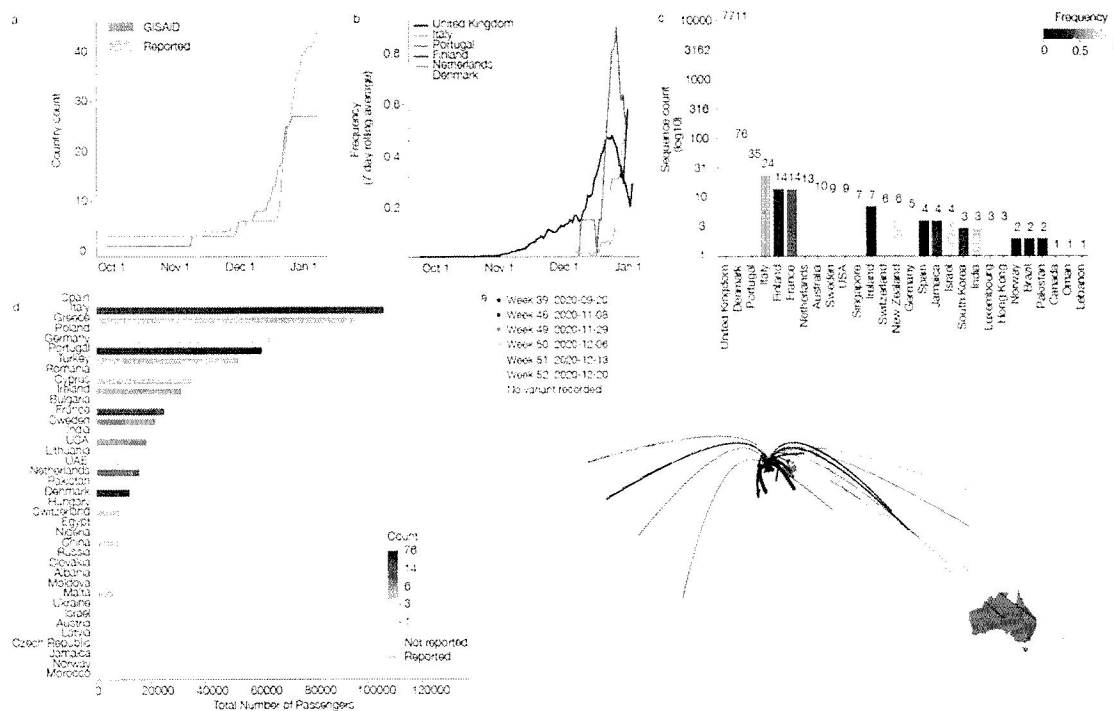 a
GISAID
Reported
Country count
40
30
10
0
Oct 1
Nov 1
Dec 1
Jan 1
b
United Kingdom
Italy
Portugal
Finland
Netherlands
Denmark
Frequency
(7 day rolling average)
0.8
0.6
0.4
0.2
Oct 1
Nov 1
Dec 1
Jan 1
c
Frequency
0 0.5
Sequence count
(log10)
10000
3162
1000
316
100
31
10
3
1
7711
76
35
24
14
14
13
10
9
9
7
7
6
6
5
4
4
4
3
3
3
3
2
2
2
1
1
1
United Kingdom
Denmark
Portugal
Italy
Finland
France
Netherlands
Australia
Sweden
USA
Singapore
Ireland
Switzerland
New Zealand
Germany
Spain
Jamaica
Israel
South Korea
India
Luxembourg
Hong Kong
Norway
Brazil
Pakistan
Canada
Oman
Lebanon
d
Spain
Italy
Greece
Poland
Germany
Portugal
Turkey
Romania
Cyprus
Ireland
Bulgaria
France
Sweden
India
USA
Lithuania
UAE
Netherlands
Pakistan
Denmark
Hungary
Switzerland
Egypt
Nigeria
China
Russia
Slovakia
Albania
Moldova
Malta
Ukraine
Israel
Austria
Latvia
Czech Republic
Jamaica
Norway
Morocco
0
20000
40000
60000
80000
100000
120000
Total Number of Passengers
Count
76
14
6
3
1
Not reported
Reported
e
Week 39 2020-09-20
Week 46 2020-11-08
Week 49 2020-11-29
Week 50 2020-12-06
Week 51 2020-12-13
Week 52 2020-12-20
No variant recorded